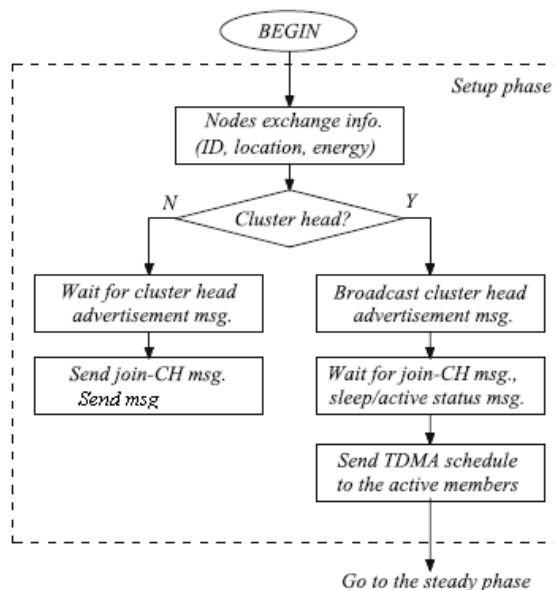 BEGIN
Setup phase
Nodes exchange info.
(ID, location, energy)
N
Y
Cluster head?
Wait for cluster head
advertisement msg.
Broadcast cluster head
advertisement msg.
Send join-CH msg.
Send msg
Wait for join-CH msg.,
sleep/active status msg.
Send TDMA schedule
to the active members
Go to the steady phase